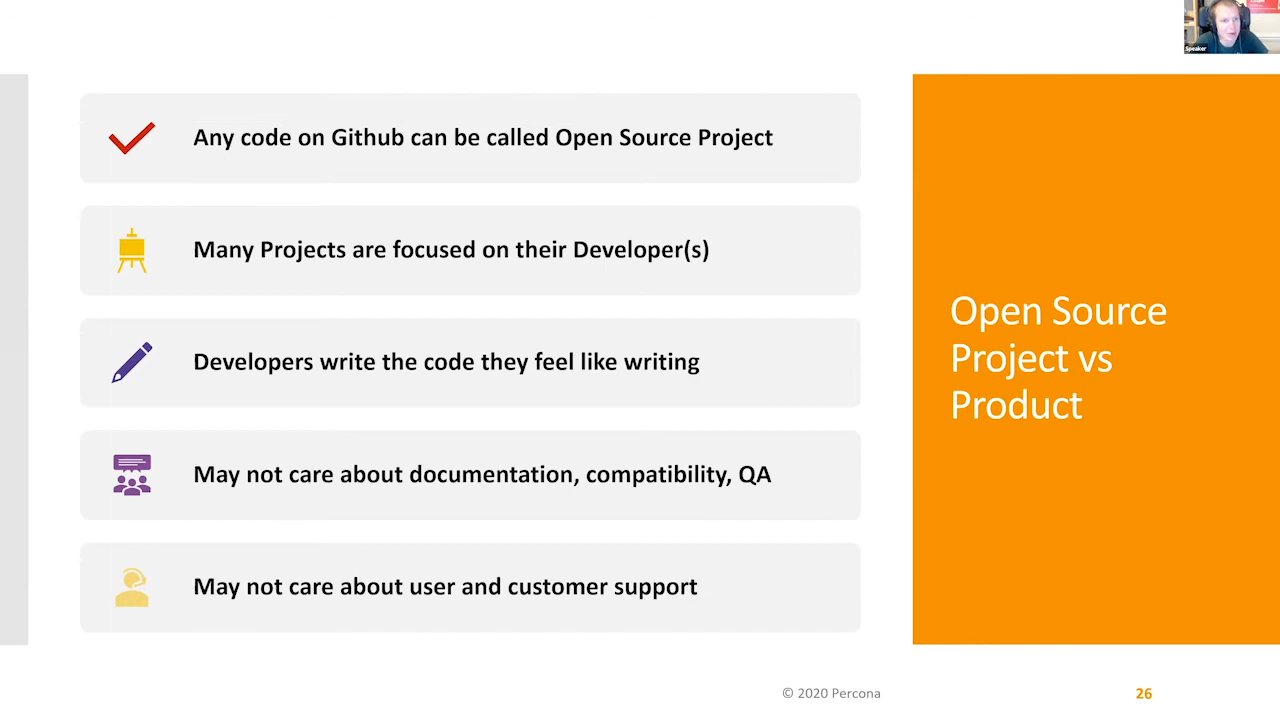 Speaker
Any code on Github can be called Open Source Project
Many Projects are focused on their Developer(s)
Developers write the code they feel like writing
May not care about documentation, compatibility, QA
May not care about user and customer support
Open Source
Project vs
Product
© 2020 Percona
26